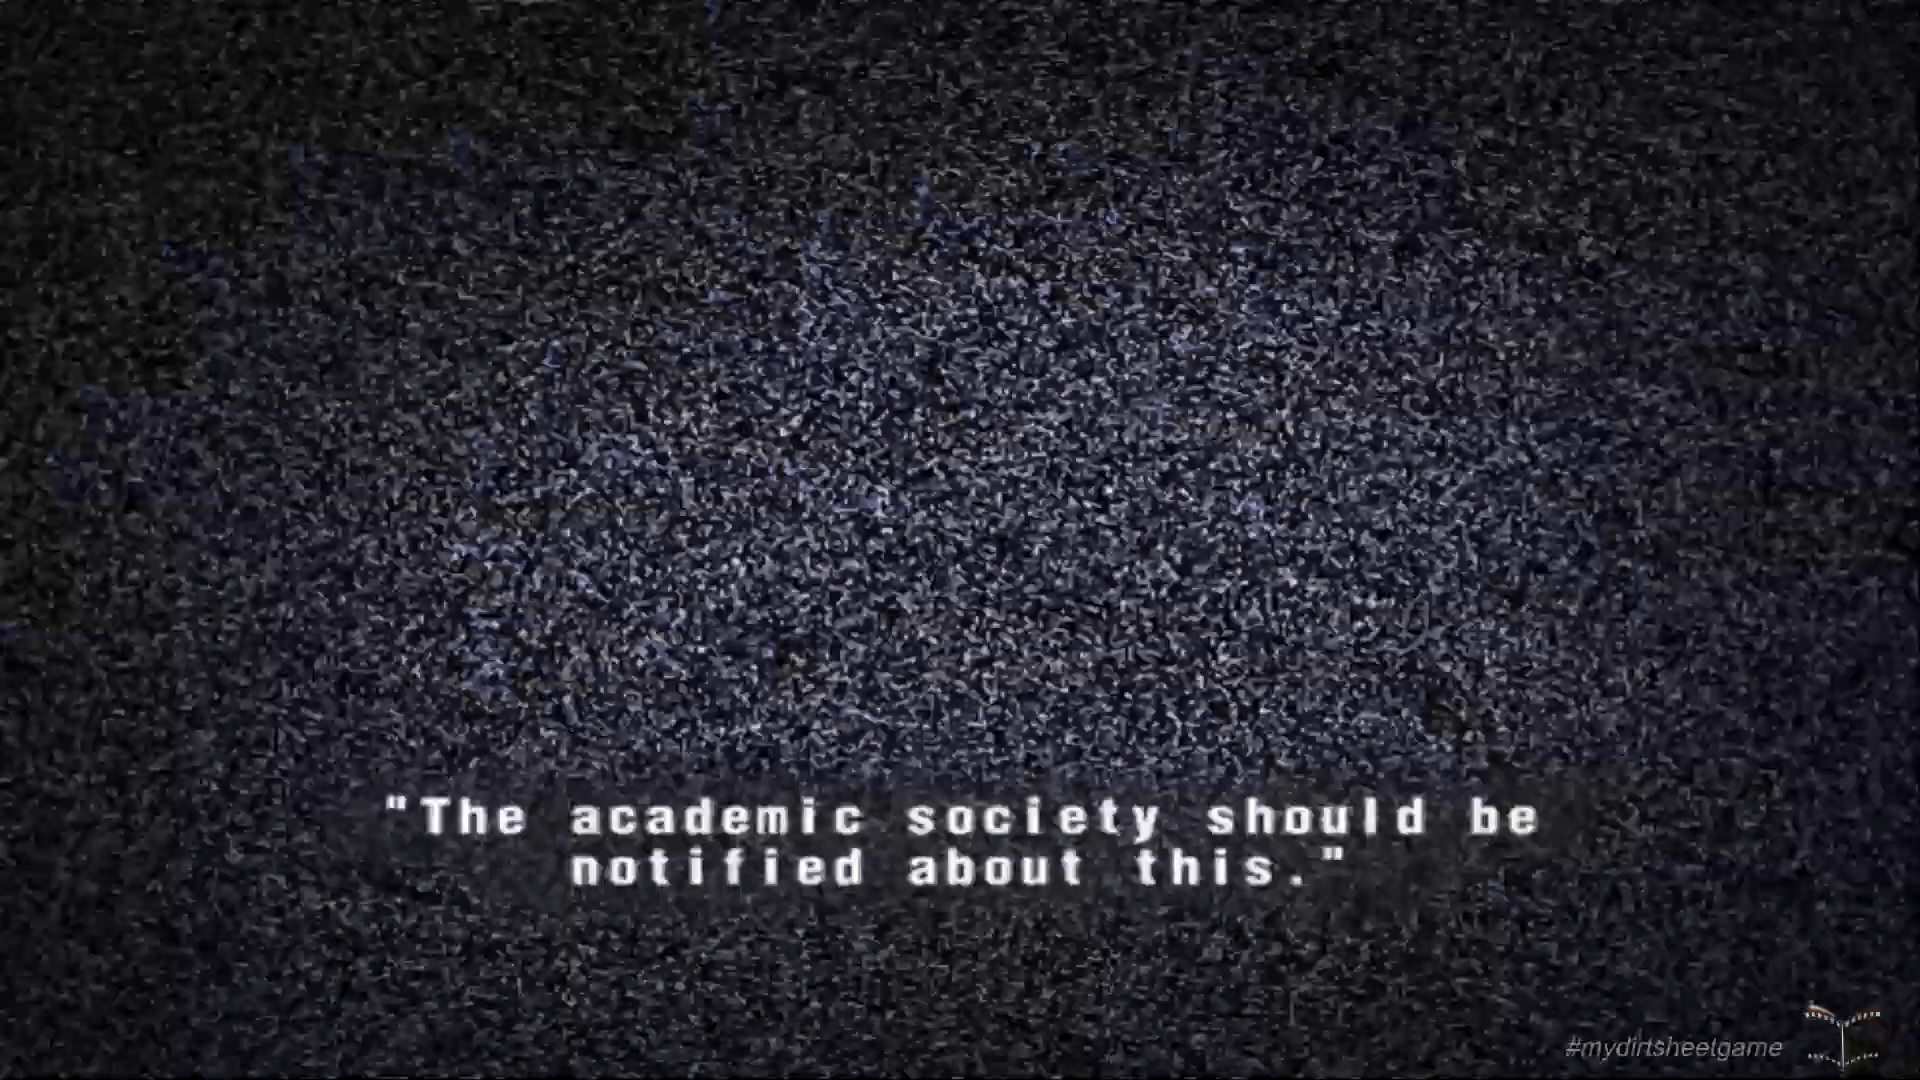 "The academic society should be
notified about this."
#mydirtsheetgame